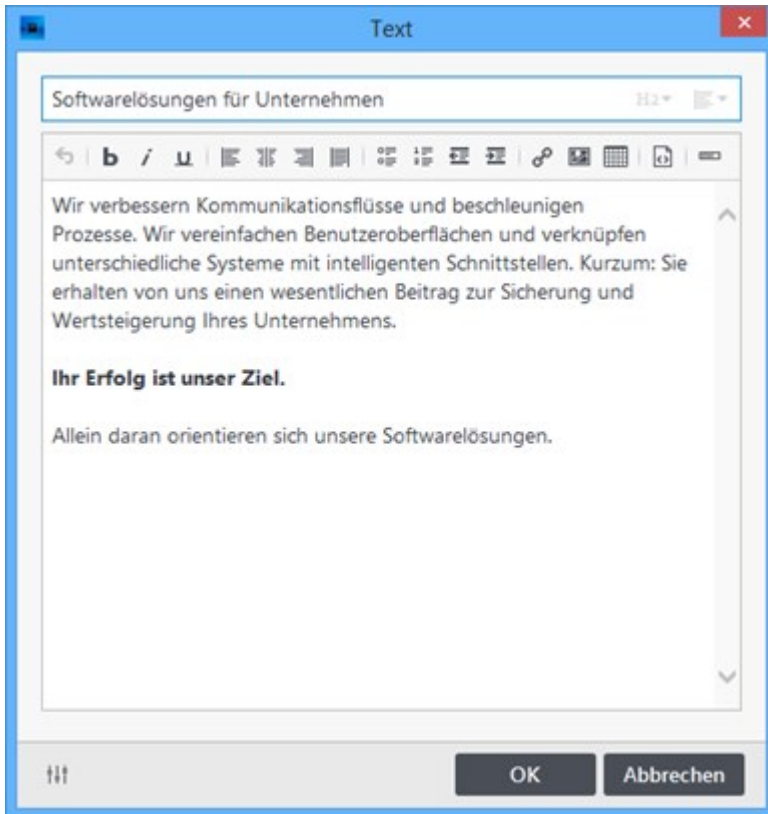 Text
Softwarelösungen für Unternehmen
H2
b i u
Wir verbessern Kommunikationsflüsse und beschleunigen
Prozesse. Wir vereinfachen Benutzeroberflächen und verknüpfen
unterschiedliche Systeme mit intelligenten Schnittstellen. Kurzum: Sie
erhalten von uns einen wesentlichen Beitrag zur Sicherung und
Wertsteigerung Ihres Unternehmens.
Ihr Erfolg ist unser Ziel.
Allein daran orientieren sich unsere Softwarelösungen.
OK
Abbrechen